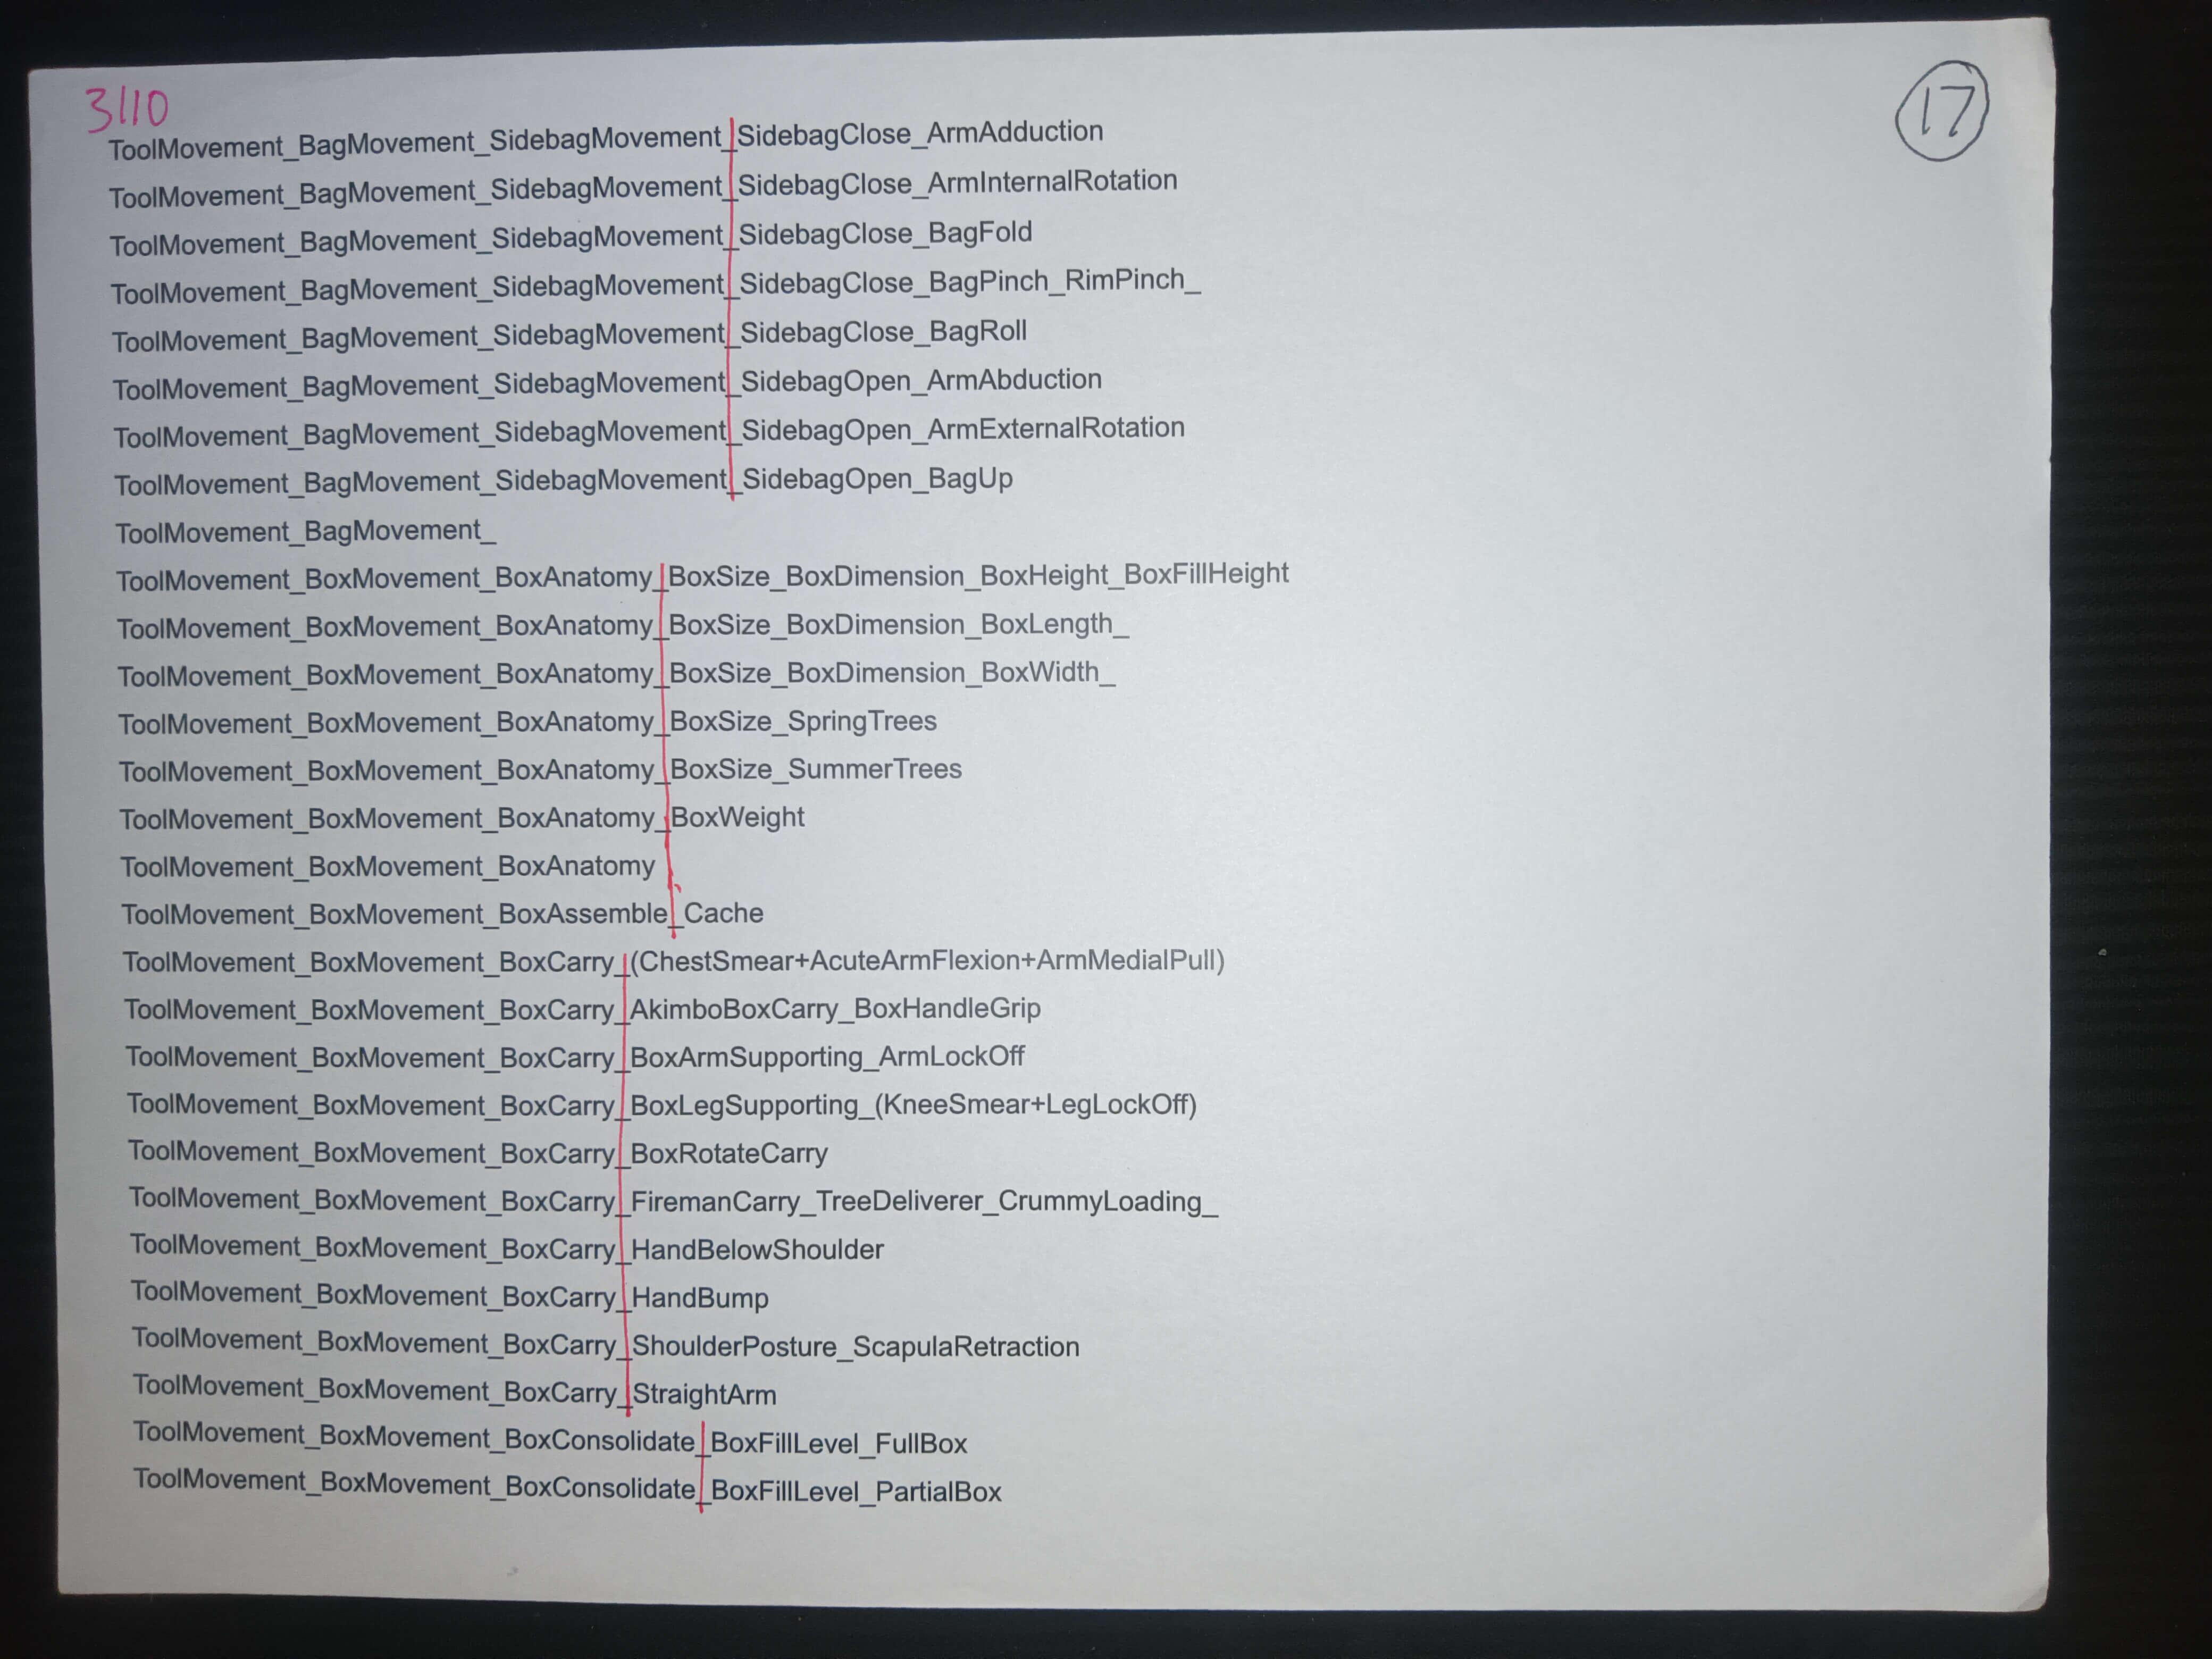 3110
17
ToolMovement_BagMovement_SidebagMovement_SidebagClose_ArmAdduction
ToolMovement_BagMovement_SidebagMovement_SidebagClose_ArmInternalRotation
ToolMovement_BagMovement_SidebagMovement_SidebagClose_BagFold
ToolMovement_BagMovement_SidebagMovement_SidebagClose_BagPinch_RimPinch_
ToolMovement_BagMovement_SidebagMovement_SidebagClose_BagRoll
ToolMovement_BagMovement_SidebagMovement_SidebagOpen_ArmAbduction
ToolMovement_BagMovement_SidebagMovement_SidebagOpen_ArmExternalRotation
ToolMovement_BagMovement_SidebagMovement_SidebagOpen_BagUp
ToolMovement_BagMovement_
ToolMovement_BoxMovement_BoxAnatomy_BoxSize_BoxDimension_BoxHeight_BoxFillHeight
ToolMovement_BoxMovement_BoxAnatomy_BoxSize_BoxDimension_BoxLength_
ToolMovement_BoxMovement_BoxAnatomy_BoxSize_BoxDimension_BoxWidth_
ToolMovement_BoxMovement_BoxAnatomy_BoxSize_SpringTrees
ToolMovement_BoxMovement_BoxAnatomy_BoxSize_SummerTrees
ToolMovement_BoxMovement_BoxAnatomy_BoxWeight
ToolMovement_BoxMovement_BoxAnatomy
ToolMovement_BoxMovement_BoxAssemble_Cache
ToolMovement_BoxMovement_BoxCarry_(ChestSmear+AcuteArmFlexion+ArmMedialPull)
ToolMovement_BoxMovement_BoxCarry_AkimboBoxCarry_BoxHandleGrip
ToolMovement_BoxMovement_BoxCarry_BoxArmSupporting_ArmLockOff
ToolMovement_BoxMovement_BoxCarry_BoxLegSupporting_(KneeSmear+LegLockOff)
ToolMovement_BoxMovement_BoxCarry_BoxRotateCarry
ToolMovement_BoxMovement_BoxCarry_FiremanCarry_TreeDeliverer_CrummyLoading_
ToolMovement_BoxMovement_BoxCarry_HandBelowShoulder
ToolMovement_BoxMovement_BoxCarry_HandBump
ToolMovement_BoxMovement_BoxCarry_ShoulderPosture_ScapulaRetraction
ToolMovement_BoxMovement_BoxCarry_StraightArm
ToolMovement_BoxMovement_BoxConsolidate_BoxFillLevel_FullBox
ToolMovement_BoxMovement_BoxConsolidate_BoxFillLevel_PartialBox